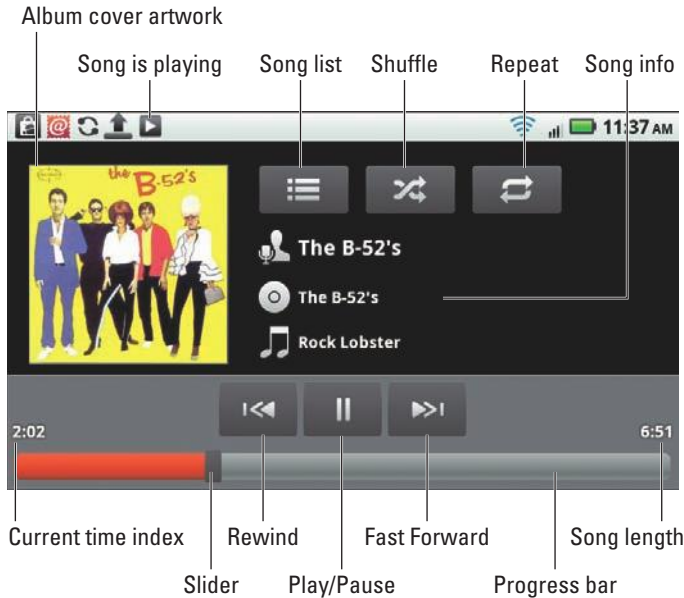 Album cover artwork
Song is playing Song list Shuffle Repeat Song info
11:37 AM
the B-52's
The B-52's
The B-52's
Rock Lobster
2:02 6:51
Current time index Rewind Fast Forward Song length
Slider Play/Pause Progress bar